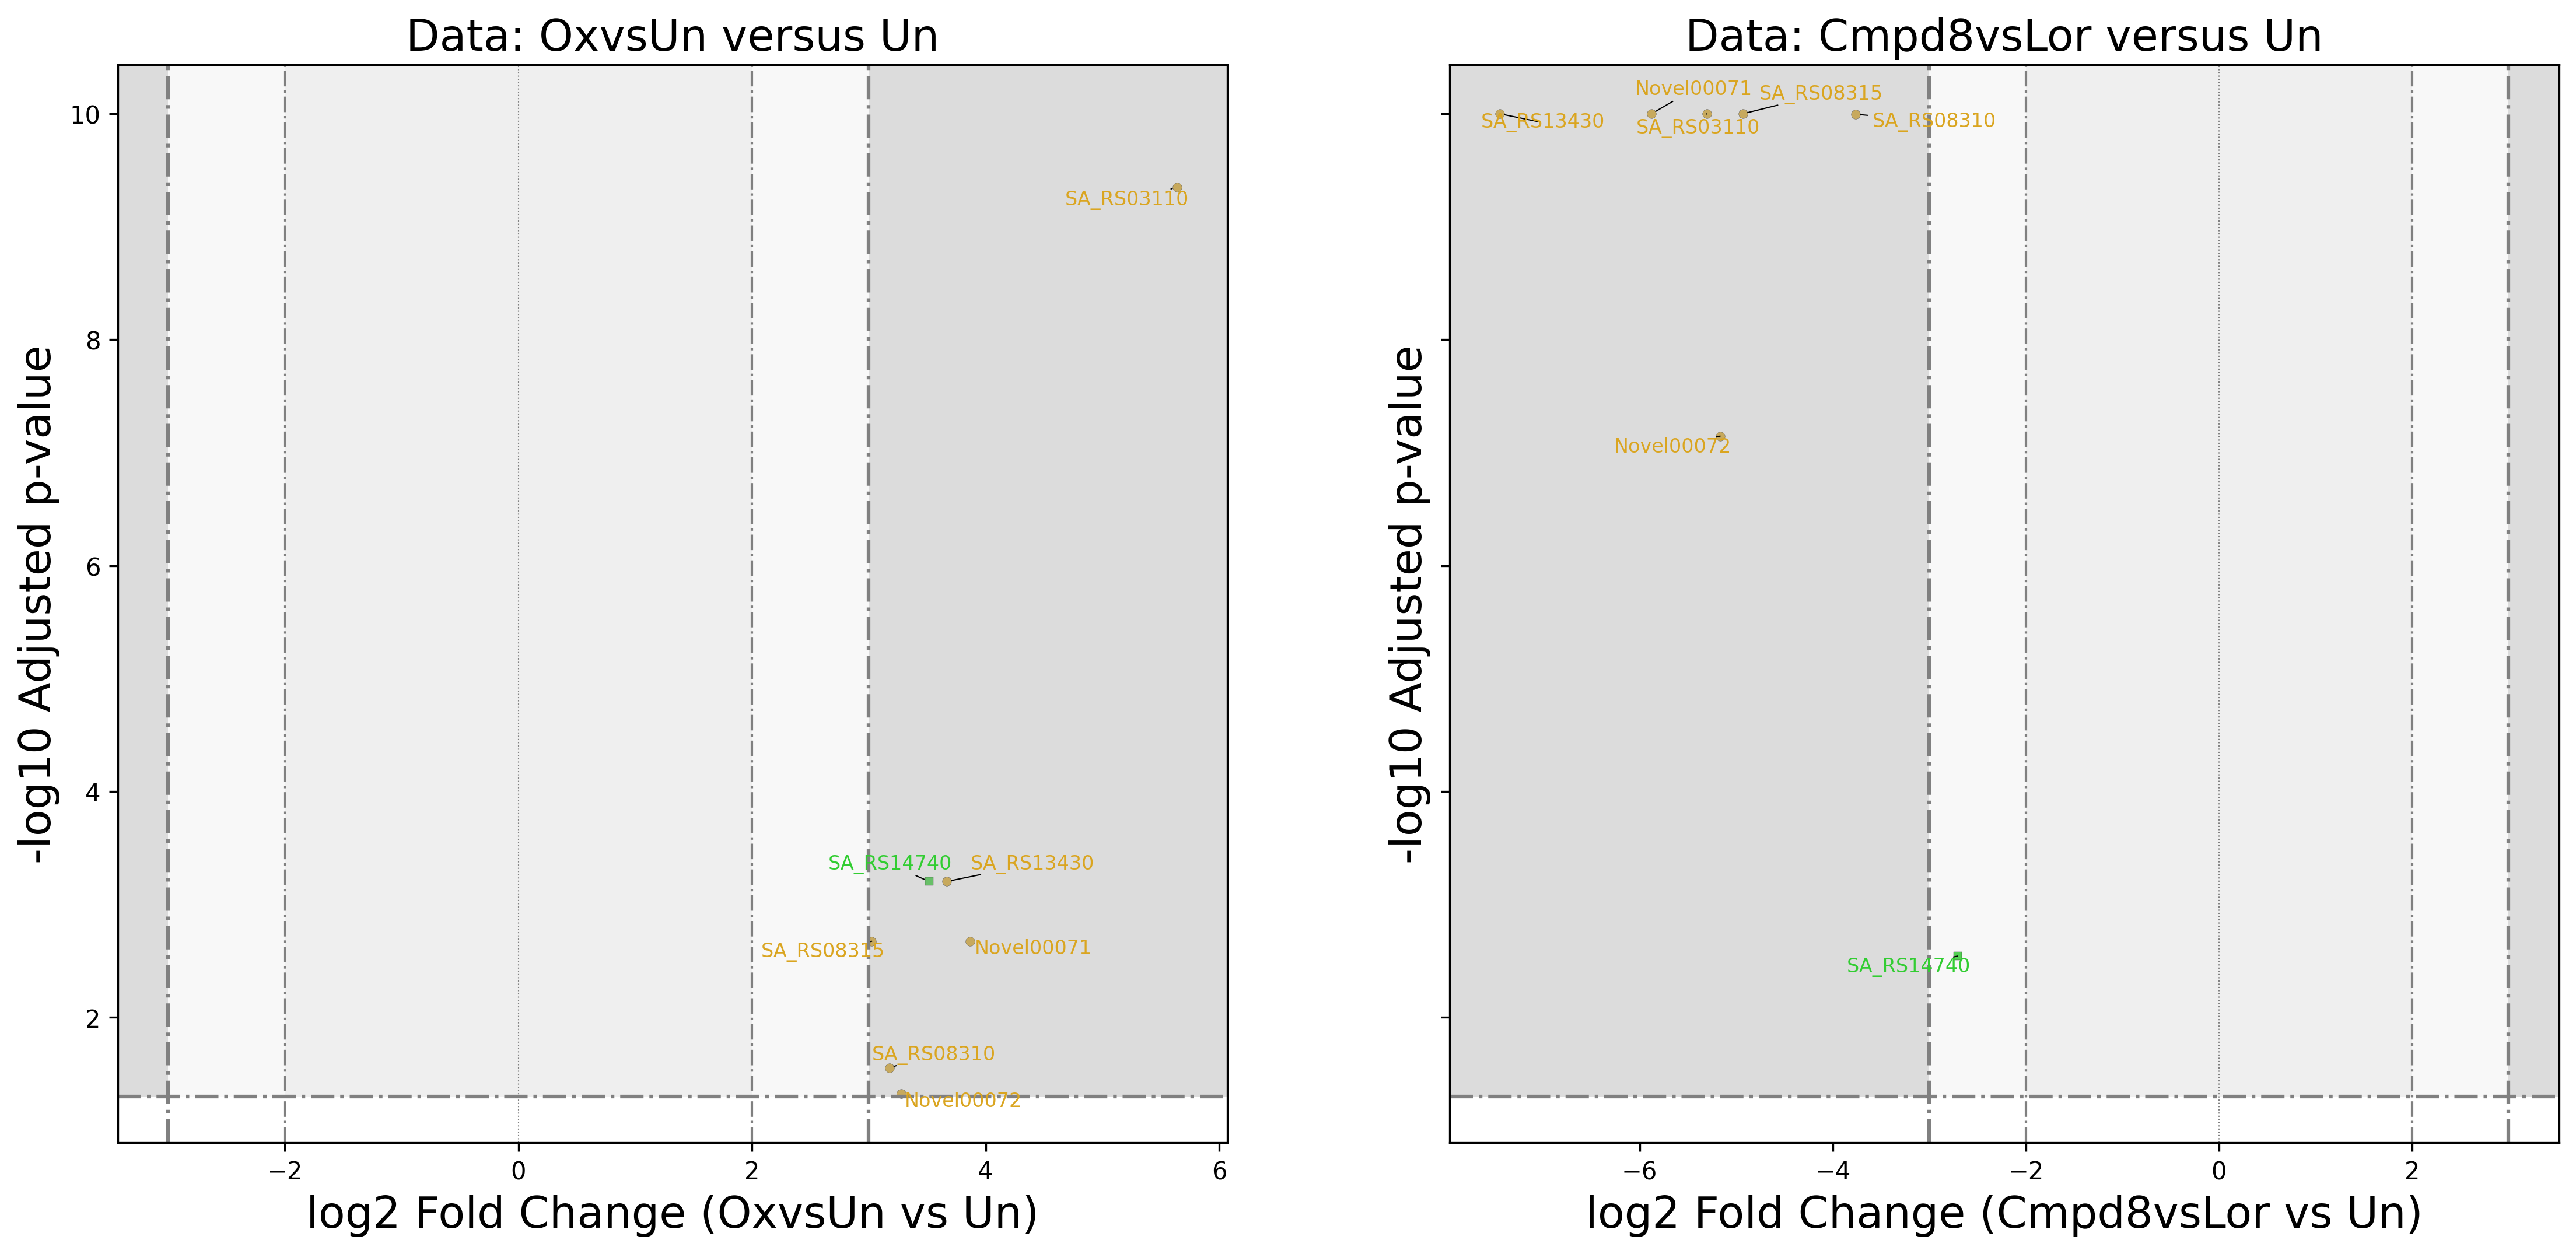 Data: OxvsUn versus Un
-log10 Adjusted p-value
10
8
6
4
2
SA_RS03110
SA_RS14740
SA_RS13430
SA_RS08315
Novel00071
SA_RS08310
Novel00072
−2
0
2
4
6
log2 Fold Change (OxvsUn vs Un)
Data: Cmpd8vsLor versus Un
-log10 Adjusted p-value
Novel00071
SA_RS08315
SA_RS13430
SA_RS03110
SA_RS08310
Novel00072
SA_RS14740
−6
−4
−2
0
2
log2 Fold Change (Cmpd8vsLor vs Un)